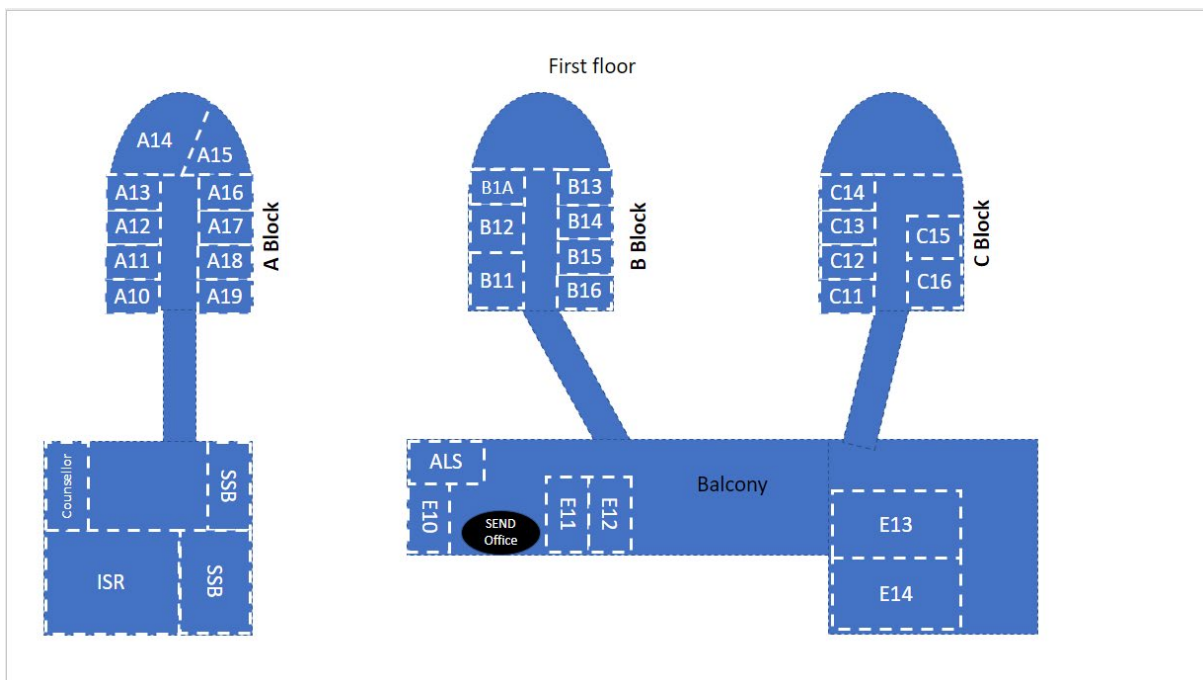 First floor
A14
A15
A13
A16
A12
A17
A11
A18
A10
A19
A Block
B1A
B13
B12
B14
B15
B11
B16
B Block
C14
C13
C15
C12
C16
C11
C Block
Counsellor
SSB
ISR
SSB
ALS
E10
SEND
Office
E11
E12
Balcony
E13
E14